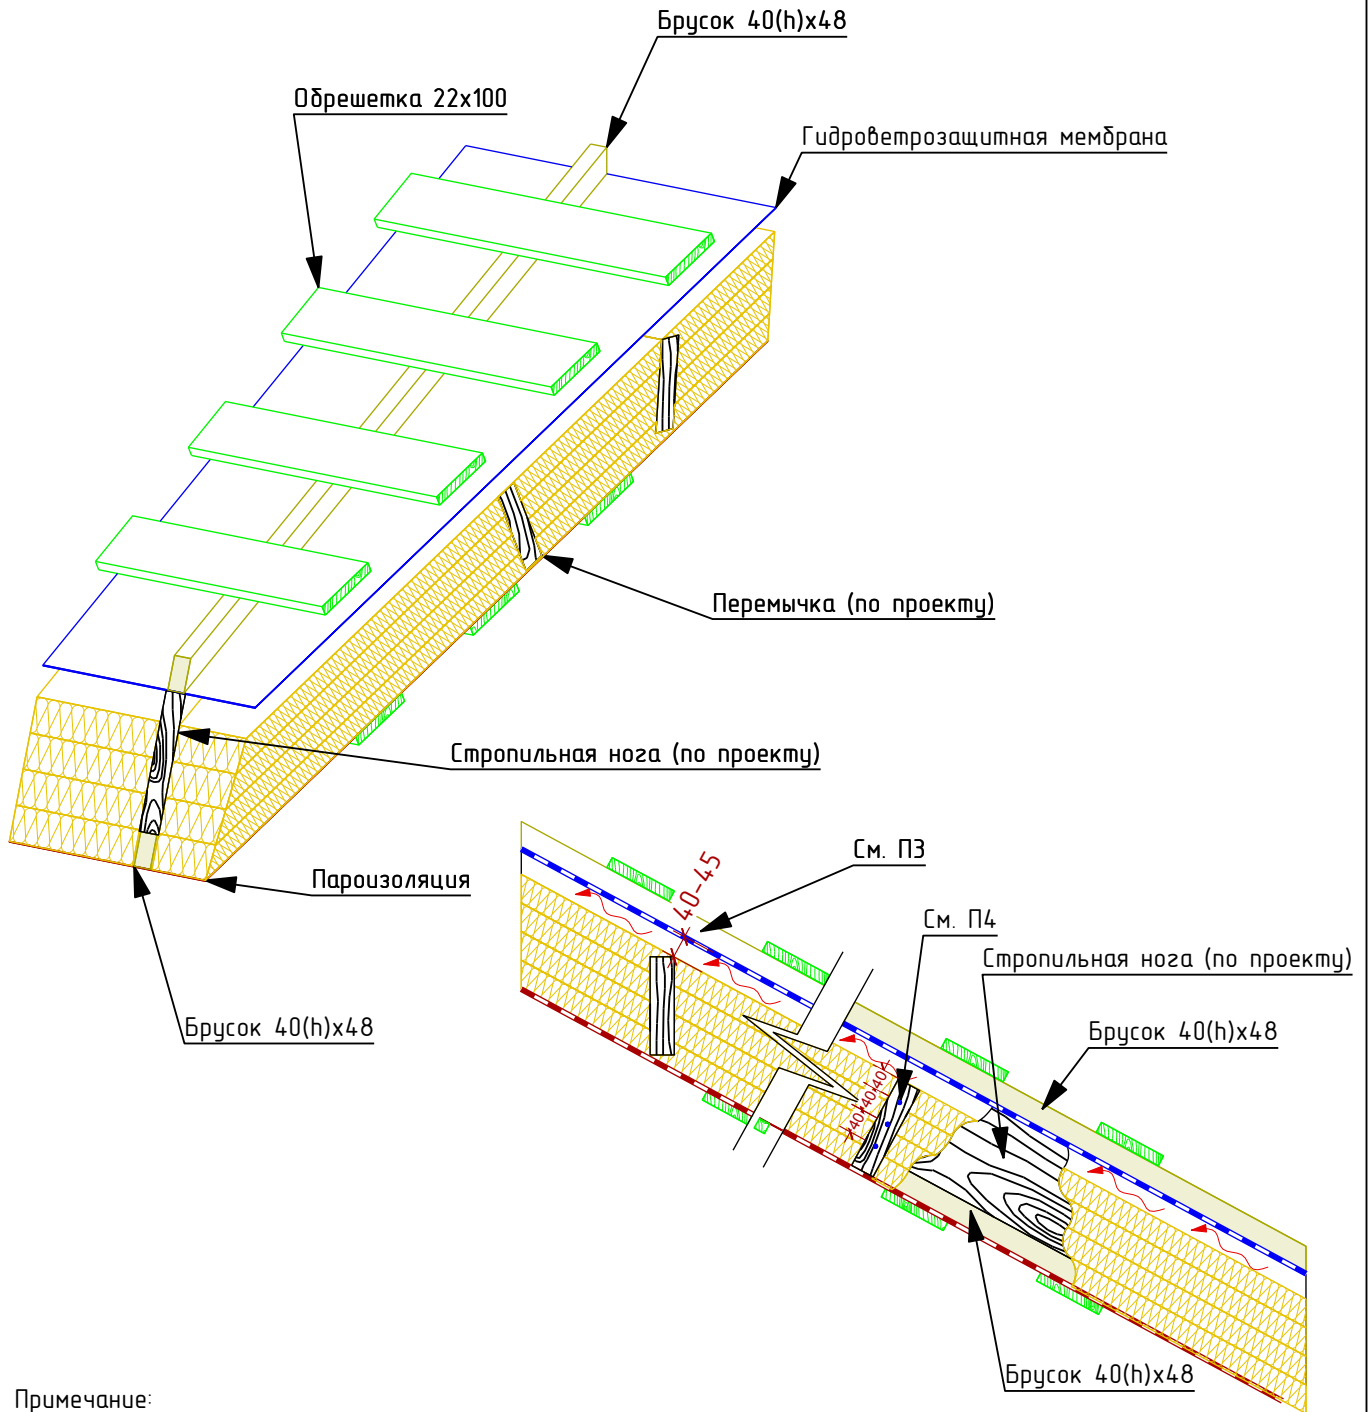 Брусок 40(h)x48
Обрешетка 22x100
Гидроветрозащитная мембрана
Перемычка (по проекту)
Стропильная нога (по проекту)
Пароизоляция
Брусок 40(h)x48
См. П3
40-45
См. П4
Стропильная нога (по проекту)
Брусок 40(h)x48
40 40 40
Брусок 40(h)x48
Примечание: